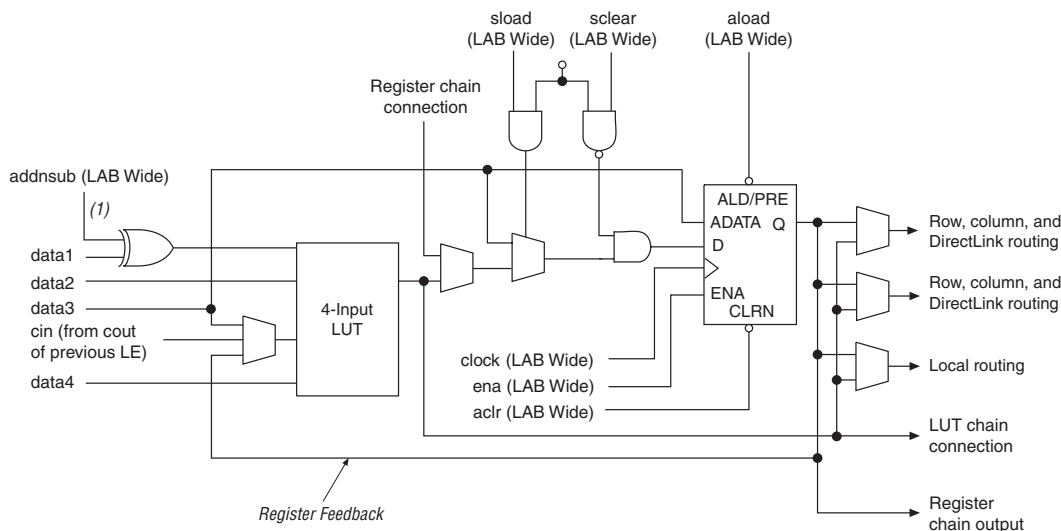 sload
(LAB Wide)
sclear
(LAB Wide)
aload
(LAB Wide)
Register chain
connection
addnsub (LAB Wide)
(1)
data1
data2
data3
cin (from cout
of previous LE)
data4
4-Input
LUT
ALD/PRE
ADATA
Q
D
ENA
CLRN
clock (LAB Wide)
ena (LAB Wide)
aclr (LAB Wide)
Row, column, and
DirectLink routing
Row, column, and
DirectLink routing
Local routing
LUT chain
connection
Register
chain output
Register Feedback